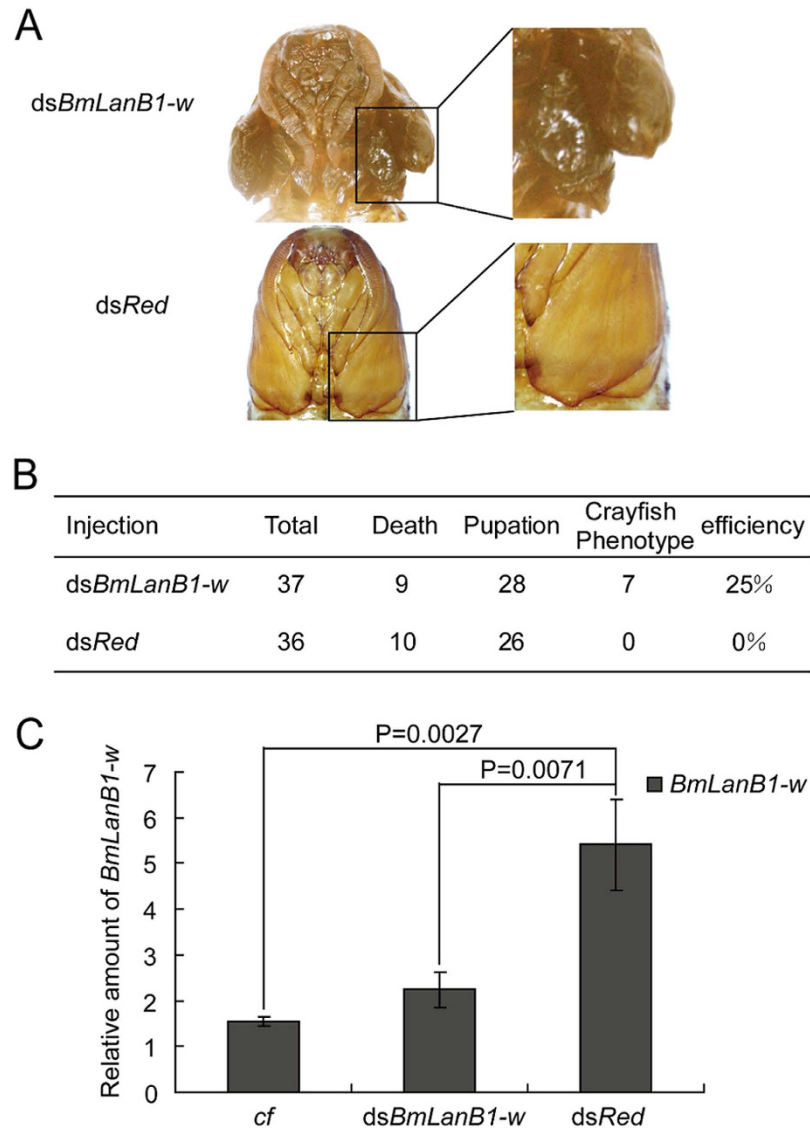 A
dsBmLanB1-w
dsRed
B
Injection Total Death Pupation Crayfish Phenotype efficiency
dsBmLanB1-w 37 9 28 7 25%
dsRed 36 10 26 0 0%
C
P=0.0027
P=0.0071
BmLanB1-w
Relative amount of BmLanB1-w
7
6
5
4
3
2
1
0
cf dsBmLanB1-w dsRed